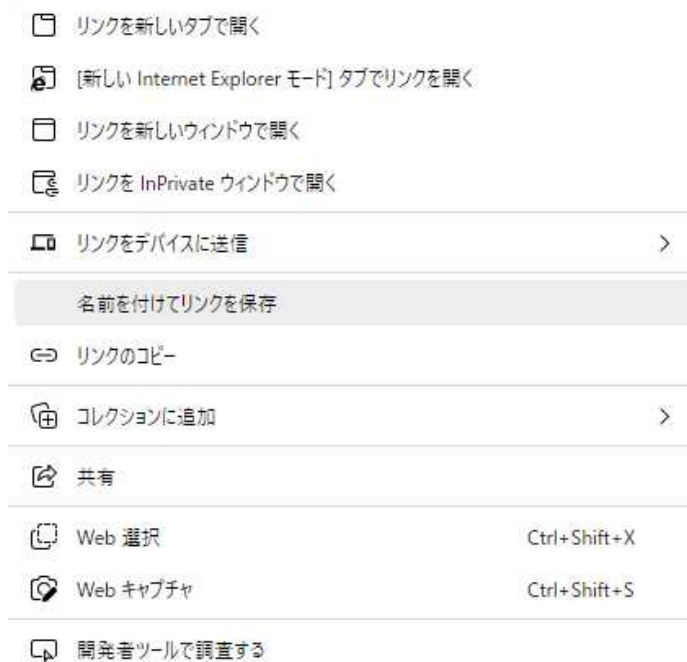 リンクを新しいタブで開く
[新しい Internet Explorer モード] タブでリンクを開く
リンクを新しいウィンドウで開く
リンクを InPrivate ウィンドウで開く
リンクをデバイスに送信
名前を付けてリンクを保存
リンクのコピー
コレクションに追加
共有
Web 選択 Ctrl+Shift+X
Web キャプチャ Ctrl+Shift+S
開発者ツールで調査する